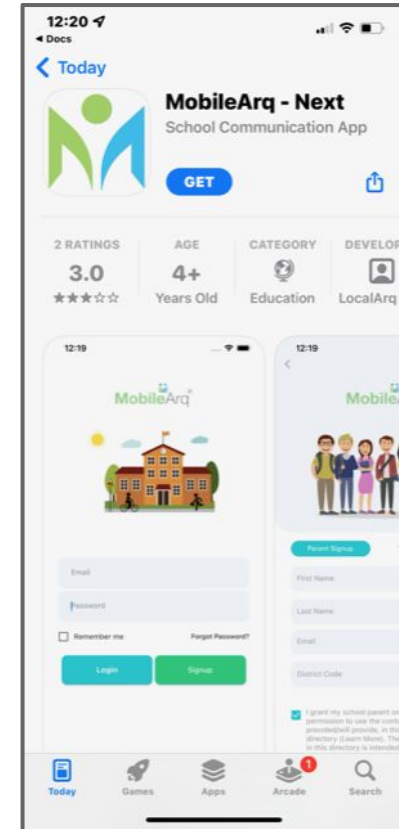 12:20
Docs
Today
MobileArq - Next
School Communication App
GET
2 RATINGS
3.0
AGE
4+
Years Old
CATEGORY
Education
DEVELOP
LocalArq
12:19
MobileArq
Email
Password
Remember me
Forgot Password?
Login
Signup
12:19
Mobile
Parent Signup
First Name
Last Name
Email
District Code
I grant my school parent
permission to use the
provided/will provide, in
directory (Learn More).
in this directory is intended
Today
Games
Apps
Arcade
1
Search